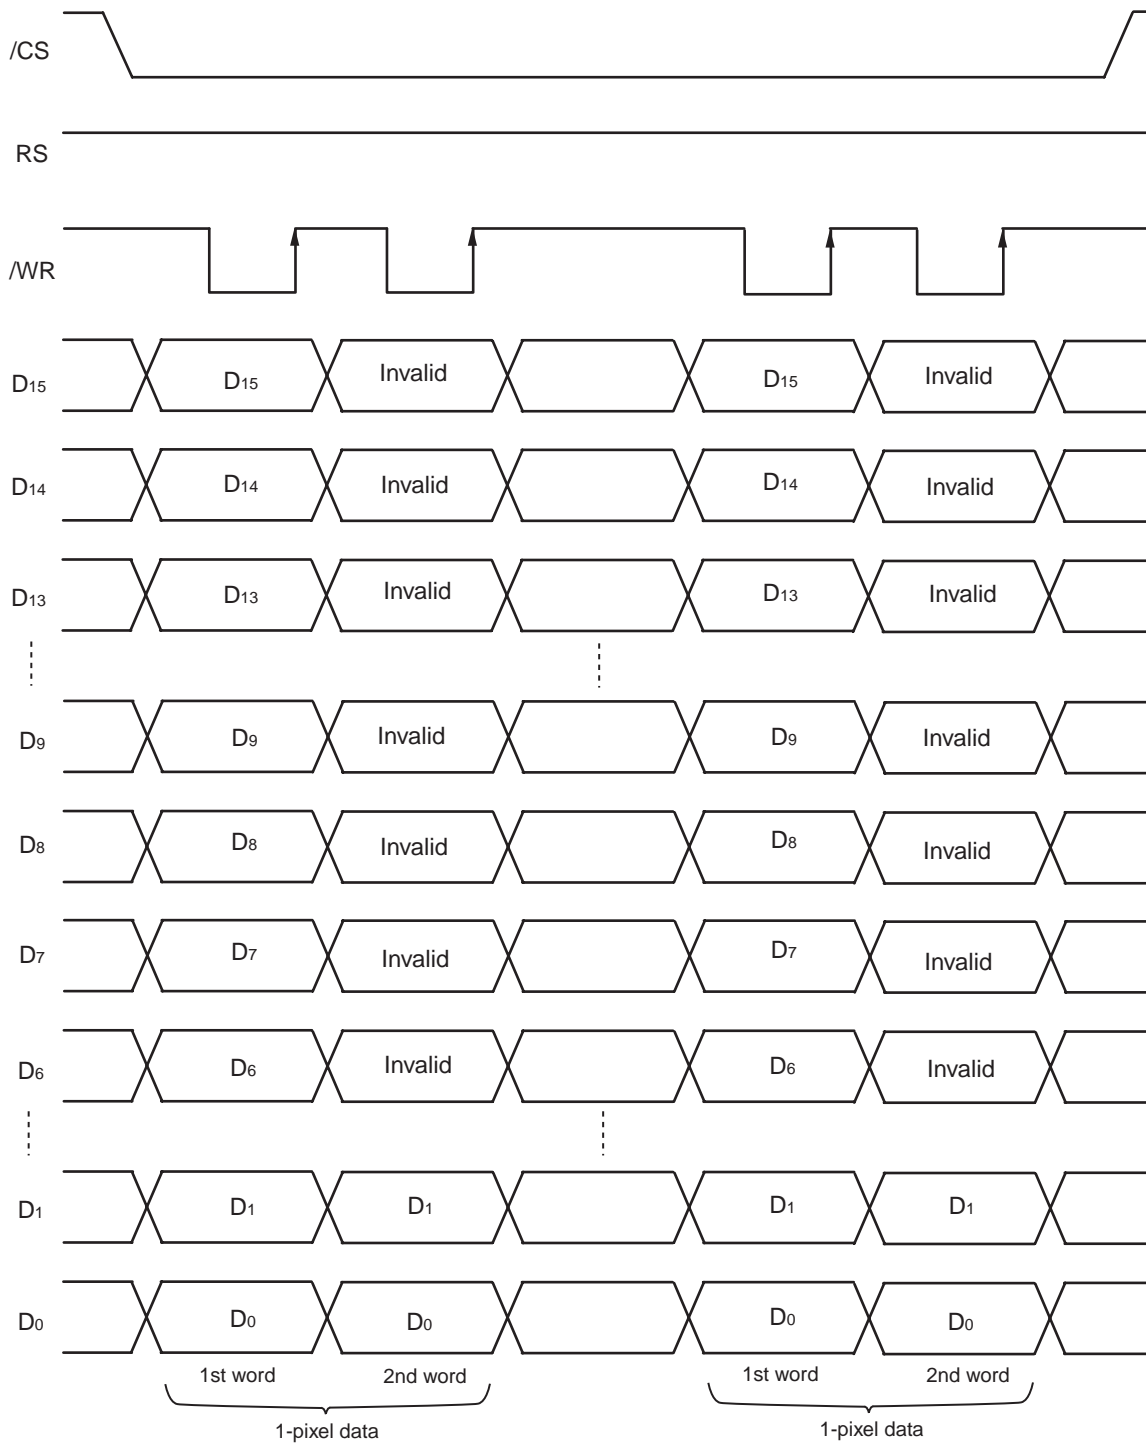 /CS
RS
/WR
D15 D15 Invalid D15 Invalid
D14 D14 Invalid D14 Invalid
D13 D13 Invalid D13 Invalid
D9 D9 Invalid D9 Invalid
D8 D8 Invalid D8 Invalid
D7 D7 Invalid D7 Invalid
D6 D6 Invalid D6 Invalid
D1 D1 D1 D1 D1
D0 D0 D0 D0 D0
1st word 2nd word 1st word 2nd word
1-pixel data 1-pixel data